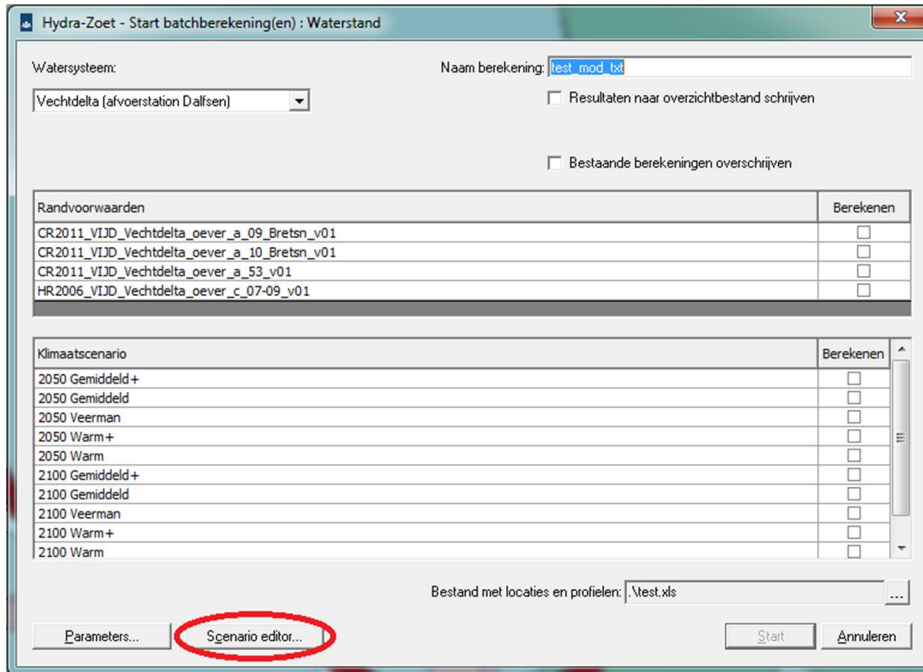 Hydra-Zoet - Start batchberekening(en) : Waterstand
Watersysteem:
Naam berekening: test_mod_txt
Vechtdelta (afvoerstation Dalfsen)
Resultaten naar overzichtbestand schrijven
Bestaande berekeningen overschrijven
Randvoorwaarden Berekenen
CR2011_VIJD_Vechtdelta_oever_a_09_Bretsn_v01
CR2011_VIJD_Vechtdelta_oever_a_10_Bretsn_v01
CR2011_VIJD_Vechtdelta_oever_a_53_v01
HR2006_VIJD_Vechtdelta_oever_c_07-09_v01
Klimaatscenario Berekenen
2050 Gemiddeld+
2050 Gemiddeld
2050 Veerman
2050 Warm+
2050 Warm
2100 Gemiddeld+
2100 Gemiddeld
2100 Veerman
2100 Warm+
2100 Warm
Bestand met locaties en profielen: .\test.xls ...
Parameters... Scenario editor... Start Annuleren